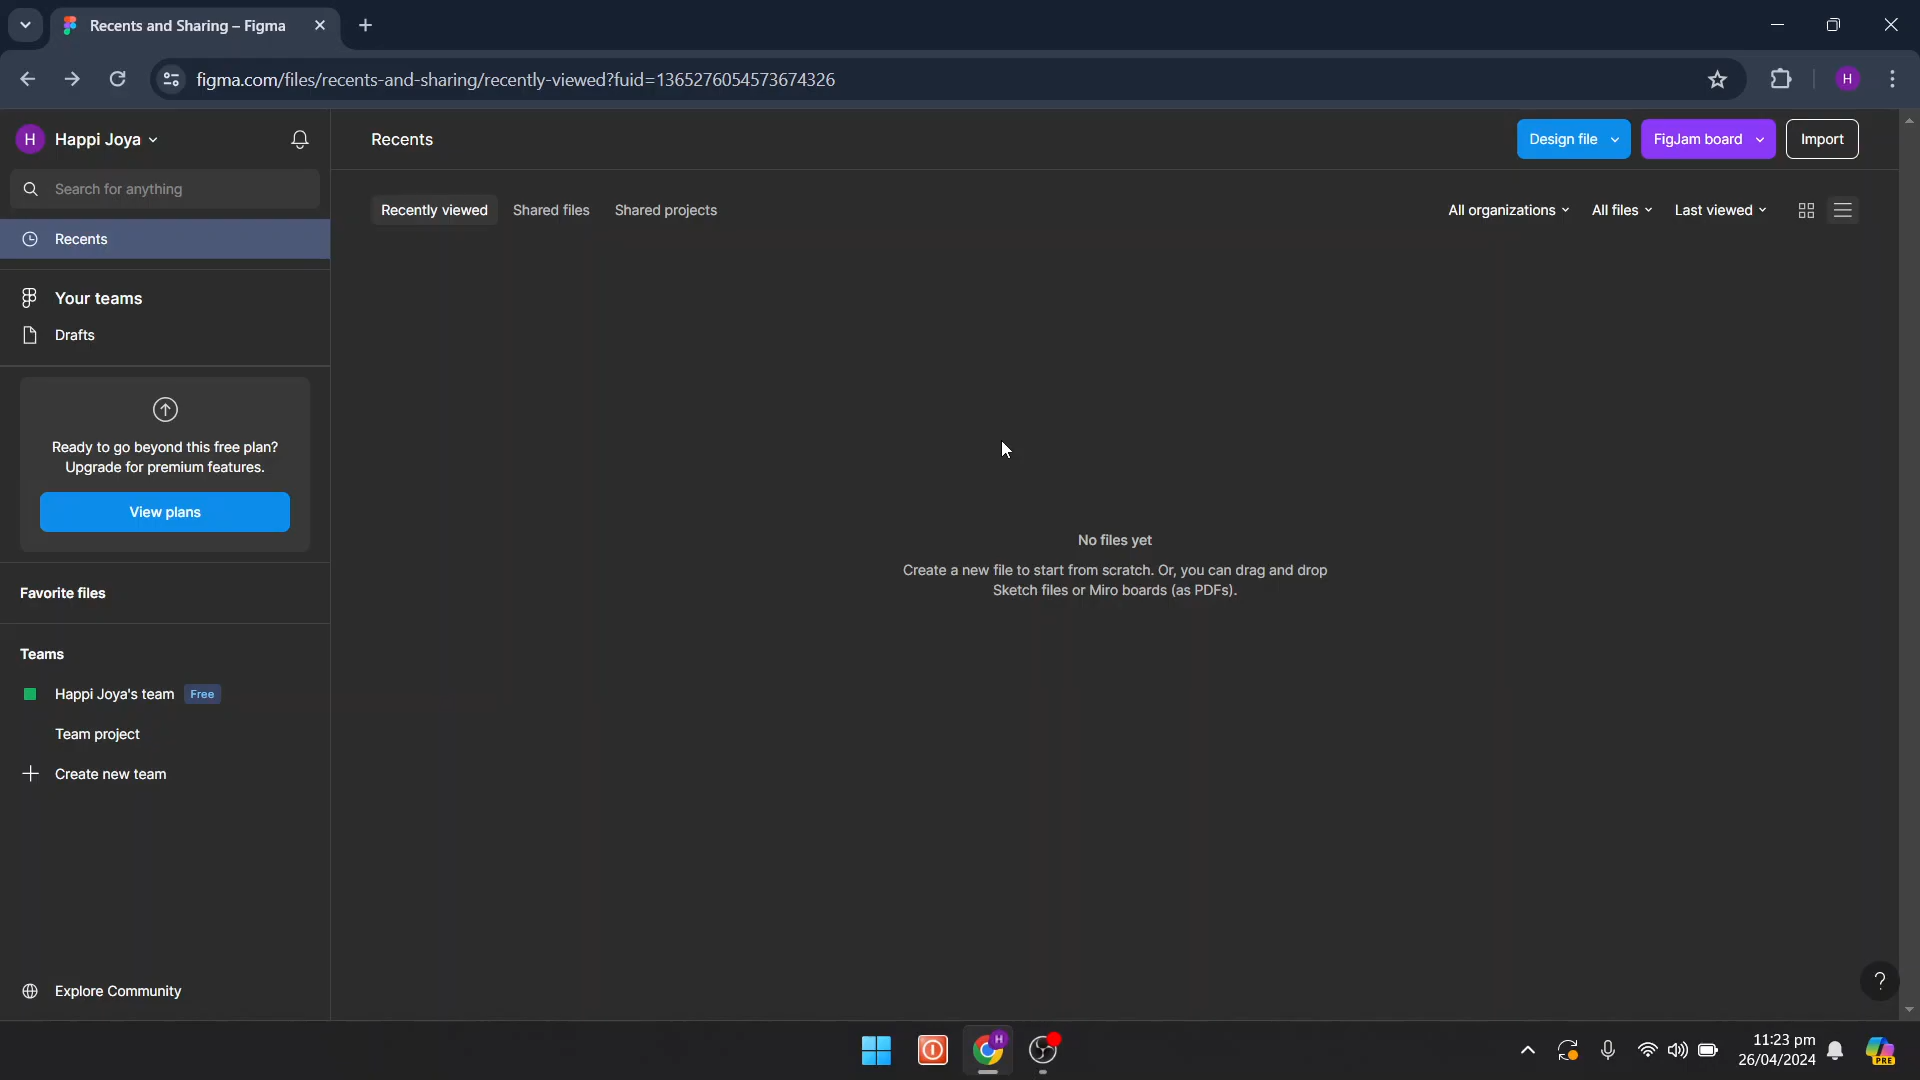 Recents and Sharing – Figma
figma.com/files/recents-and-sharing/recently-viewed?fuid=1365276054573674326
H
H Happi Joya
Recents
Design file
FigJam board
Import
Search for anything
Recently viewed
Shared files
Shared projects
All organizations
All files
Last viewed
Recents
Your teams
Drafts
Ready to go beyond this free plan?
Upgrade for premium features.
View plans
No files yet
Create a new file to start from scratch. Or, you can drag and drop
Sketch files or Miro boards (as PDFs).
Favorite files
Teams
Happi Joya's team Free
Team project
Create new team
Explore Community
?
H
11:23 pm
26/04/2024
PRE